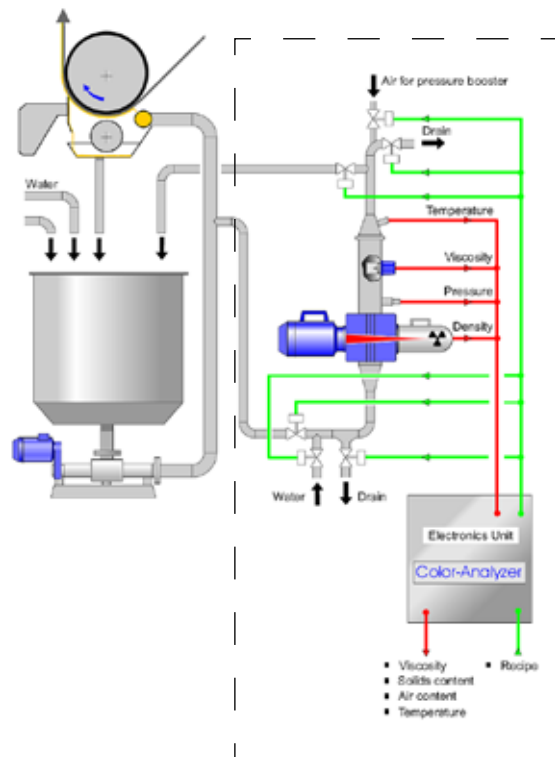 Air for pressure booster
Drain
Water
Temperature
Viscosity
Pressure
Density
Water
Drain
Electronics Unit
Color-Analyzer
▪ Viscosity
▪ Solids content
▪ Air content
▪ Temperature
▪ Recipe